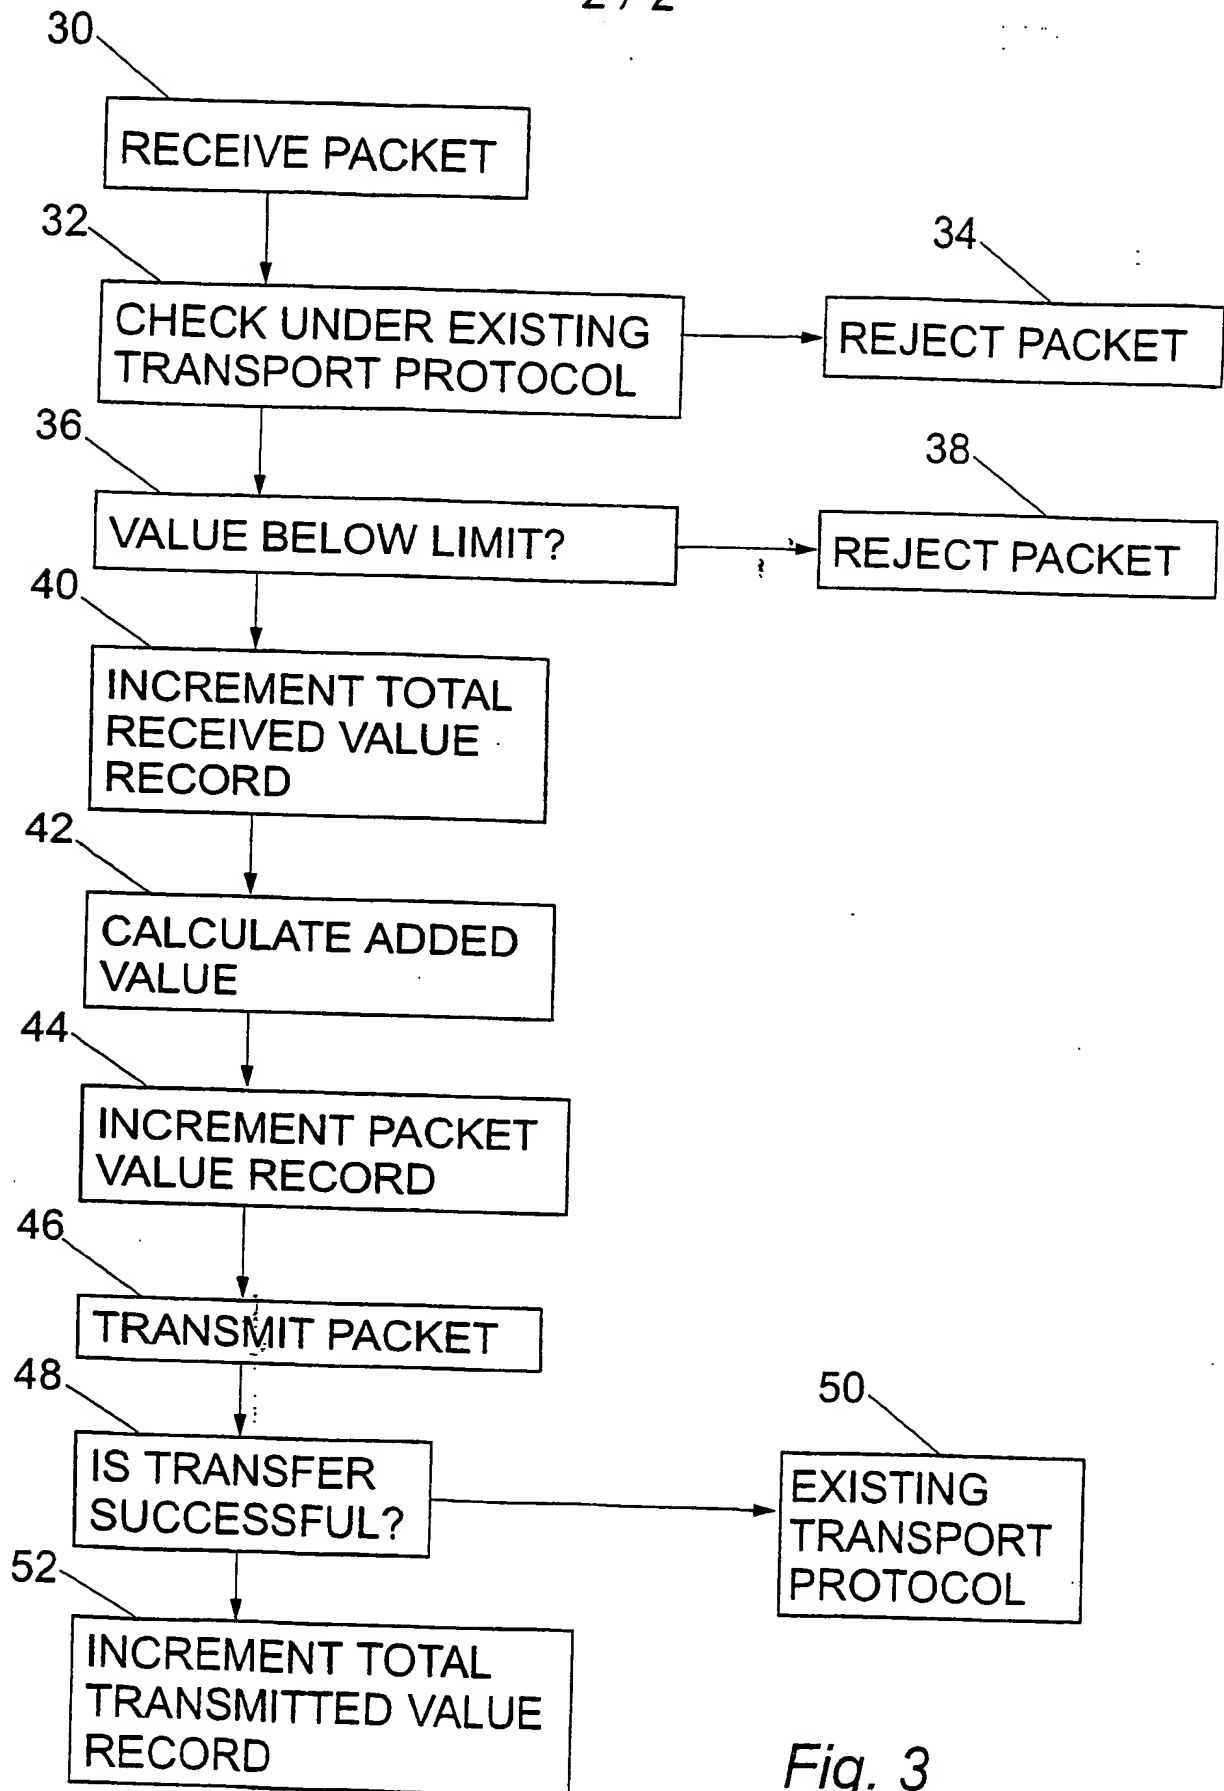 2 / 2
30
RECEIVE PACKET
32
CHECK UNDER EXISTING
TRANSPORT PROTOCOL
34
REJECT PACKET
36
VALUE BELOW LIMIT?
38
REJECT PACKET
40
INCREMENT TOTAL
RECEIVED VALUE
RECORD
42
CALCULATE ADDED
VALUE
44
INCREMENT PACKET
VALUE RECORD
46
TRANSMIT PACKET
48
IS TRANSFER
SUCCESSFUL?
50
EXISTING
TRANSPORT
PROTOCOL
52
INCREMENT TOTAL
TRANSMITTED VALUE
RECORD
Fig. 3